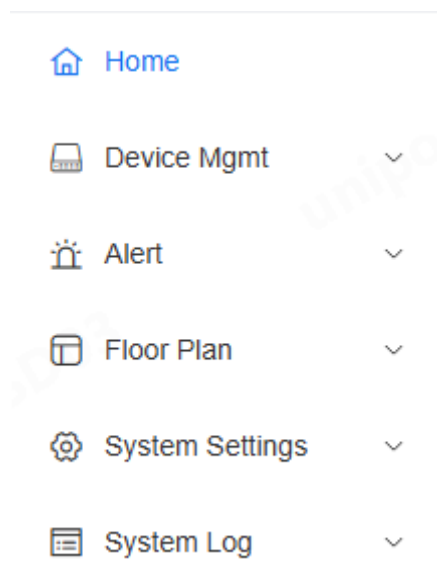 Home
Device Mgmt
Alert
Floor Plan
System Settings
System Log